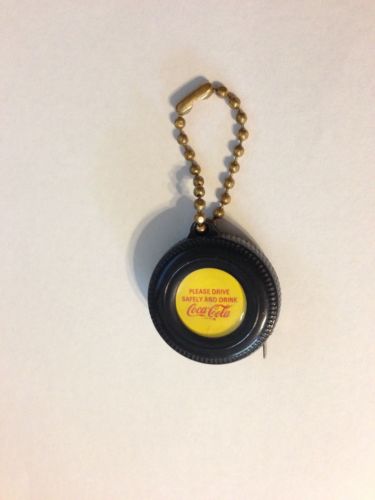 PLEASE DRIVE
SAFELY AND DRINK
Coca-Cola